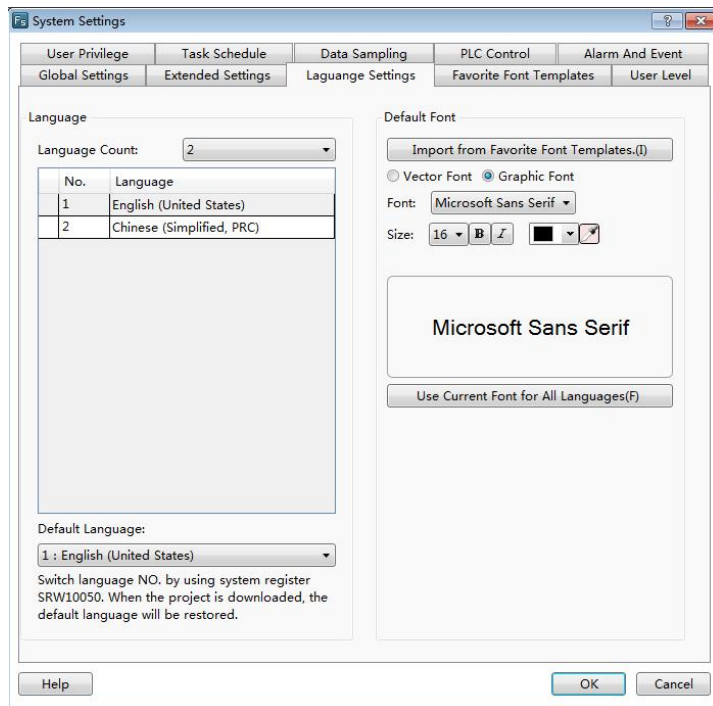 Fs System Settings
User Privilege Task Schedule Data Sampling PLC Control Alarm And Event
Global Settings Extended Settings Laguange Settings Favorite Font Templates User Level
Language
Language Count: 2
No. Language
1 English (United States)
2 Chinese (Simplified, PRC)
Default Language:
1 : English (United States)
Switch language NO. by using system register
SRW10050. When the project is downloaded, the
default language will be restored.
Default Font
Import from Favorite Font Templates.(I)
Vector Font Graphic Font
Font: Microsoft Sans Serif
Size: 16 B I
Microsoft Sans Serif
Use Current Font for All Languages(F)
Help OK Cancel